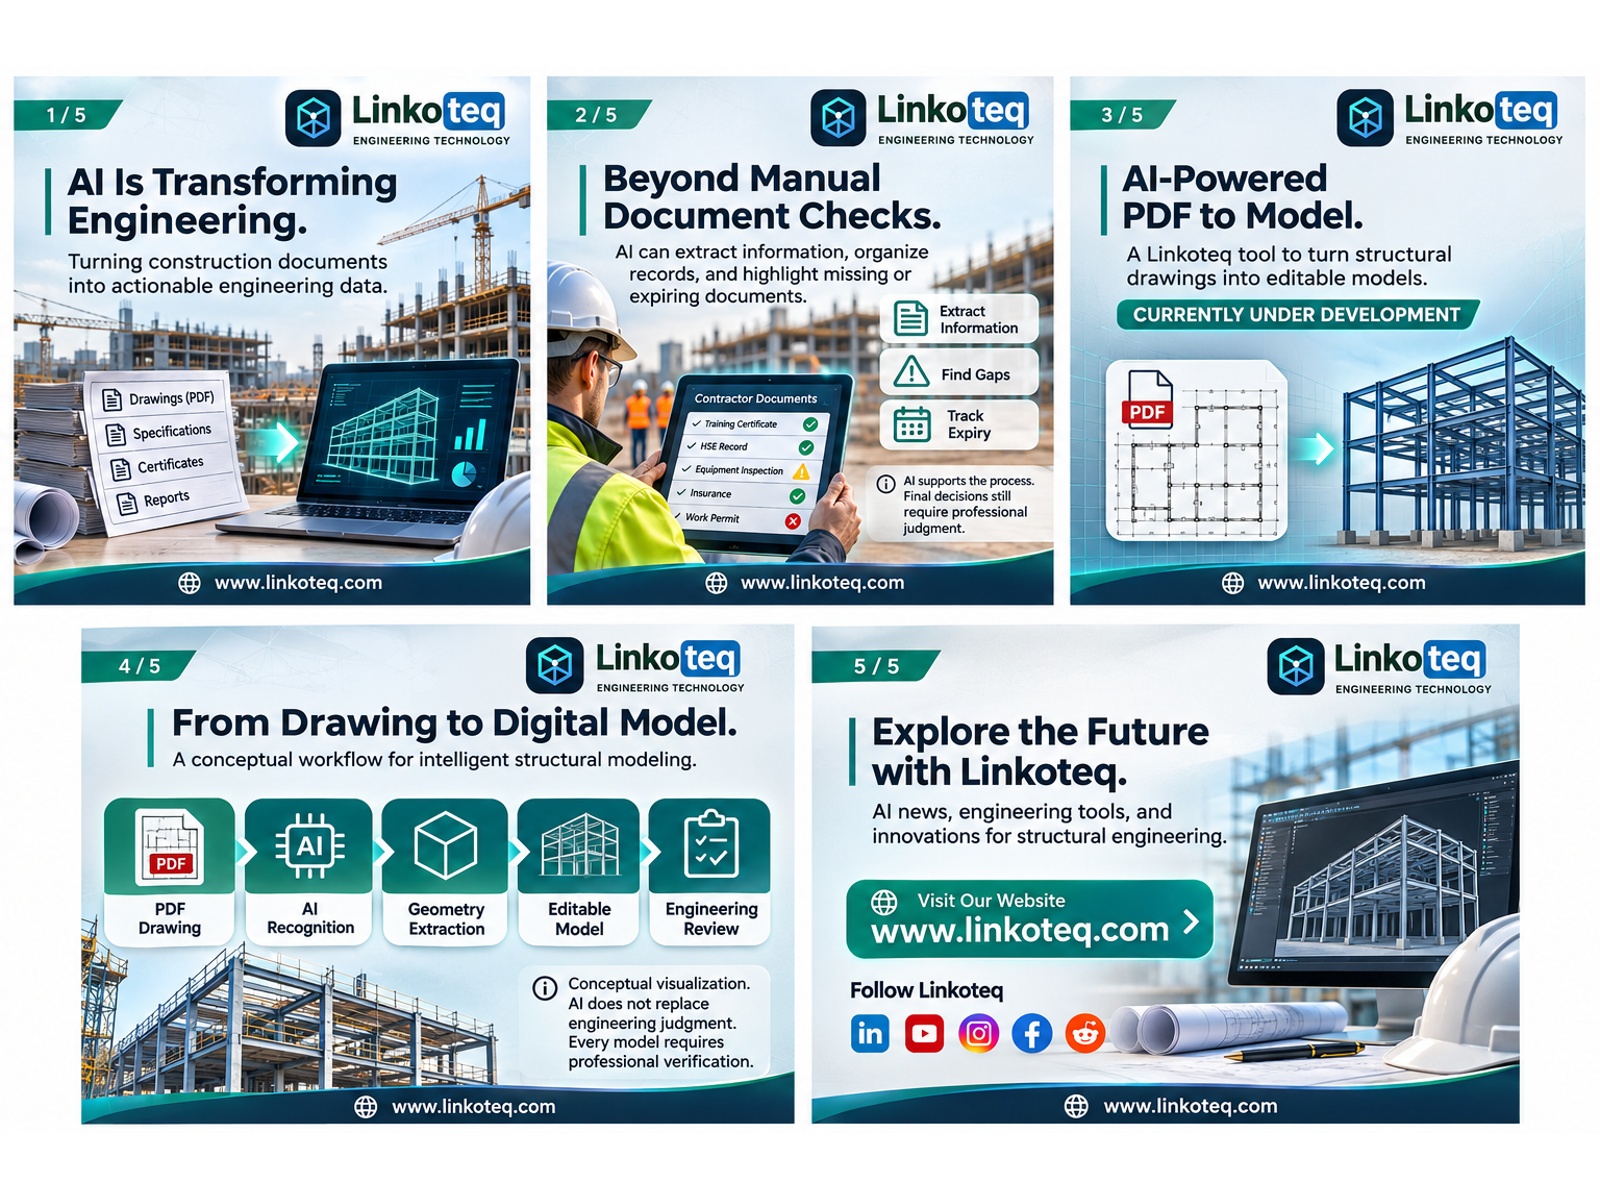 1 / 5
Linkoteq
ENGINEERING TECHNOLOGY
AI Is Transforming
Engineering.
Turning construction documents
into actionable engineering data.
Drawings (PDF)
Specifications
Certificates
Reports
www.linkoteq.com
2 / 5
Linkoteq
ENGINEERING TECHNOLOGY
Beyond Manual
Document Checks.
AI can extract information, organize
records, and highlight missing or
expiring documents.
Extract
Information
Find Gaps
Track
Expiry
Contractor Documents
Training Certificate
HSE Record
Equipment Inspection
Insurance
Work Permit
AI supports the process.
Final decisions still
require professional
judgment.
www.linkoteq.com
3 / 5
Linkoteq
ENGINEERING TECHNOLOGY
AI-Powered
PDF to Model.
A Linkoteq tool to turn structural
drawings into editable models.
CURRENTLY UNDER DEVELOPMENT
PDF
www.linkoteq.com
4 / 5
Linkoteq
ENGINEERING TECHNOLOGY
From Drawing to Digital Model.
A conceptual workflow for intelligent structural modeling.
PDF
AI
PDF
Drawing
AI
Recognition
Geometry
Extraction
Editable
Model
Engineering
Review
Conceptual visualization.
AI does not replace
engineering judgment.
Every model requires
professional verification.
www.linkoteq.com
5 / 5
Linkoteq
ENGINEERING TECHNOLOGY
Explore the Future
with Linkoteq.
AI news, engineering tools, and
innovations for structural engineering.
Visit Our Website
www.linkoteq.com
Follow Linkoteq
in
www.linkoteq.com